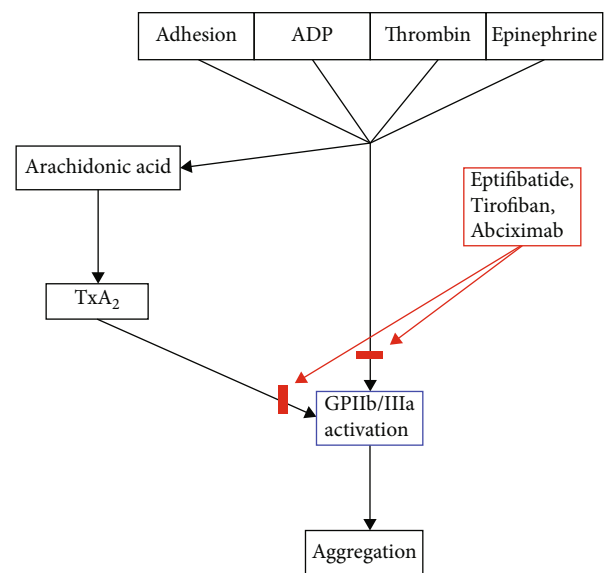 Adhesion
ADP
Thrombin
Epinephrine
Arachidonic acid
Eptifibatide,
Tirofiban,
Abciximab
TxA₂
GPIIb/IIIa
activation
Aggregation